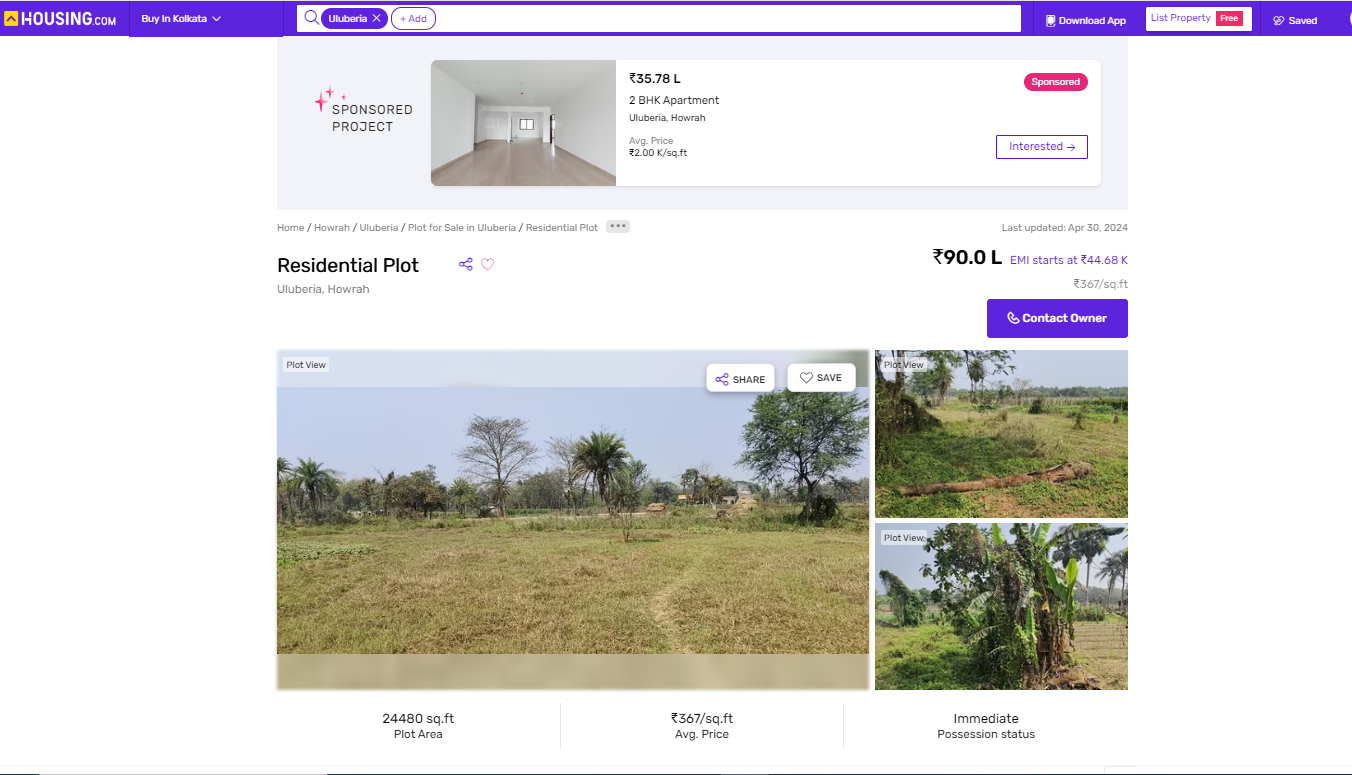 HOUSING.COM
Buy In Kolkata
Uluberia
+ Add
Download App
List Property Free
Saved
SPONSORED
PROJECT
₹35.78 L
Sponsored
2 BHK Apartment
Uluberia, Howrah
Avg. Price
₹2.00 K/sq.ft
Interested →
Home / Howrah / Uluberia / Plot for Sale in Uluberia / Residential Plot
Last updated: Apr 30, 2024
Residential Plot
₹90.0 L EMI starts at ₹44.68 K
Uluberia, Howrah
₹367/sq.ft
Contact Owner
Plot View
SHARE
SAVE
Plot View
Plot View
24480 sq.ft
Plot Area
₹367/sq.ft
Avg. Price
Immediate
Possession status